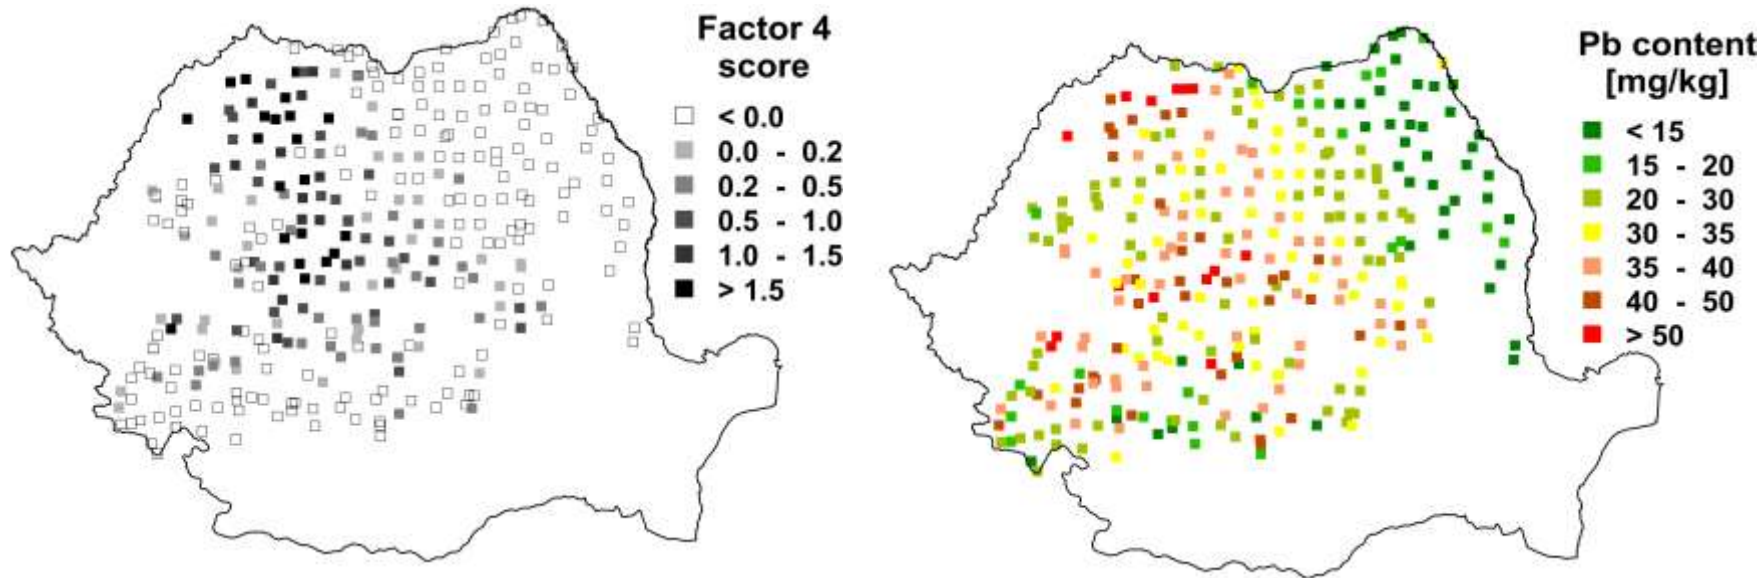 Factor 4
score
< 0.0
0.0 - 0.2
0.2 - 0.5
0.5 - 1.0
1.0 - 1.5
> 1.5
Pb content
[mg/kg]
< 15
15 - 20
20 - 30
30 - 35
35 - 40
40 - 50
> 50